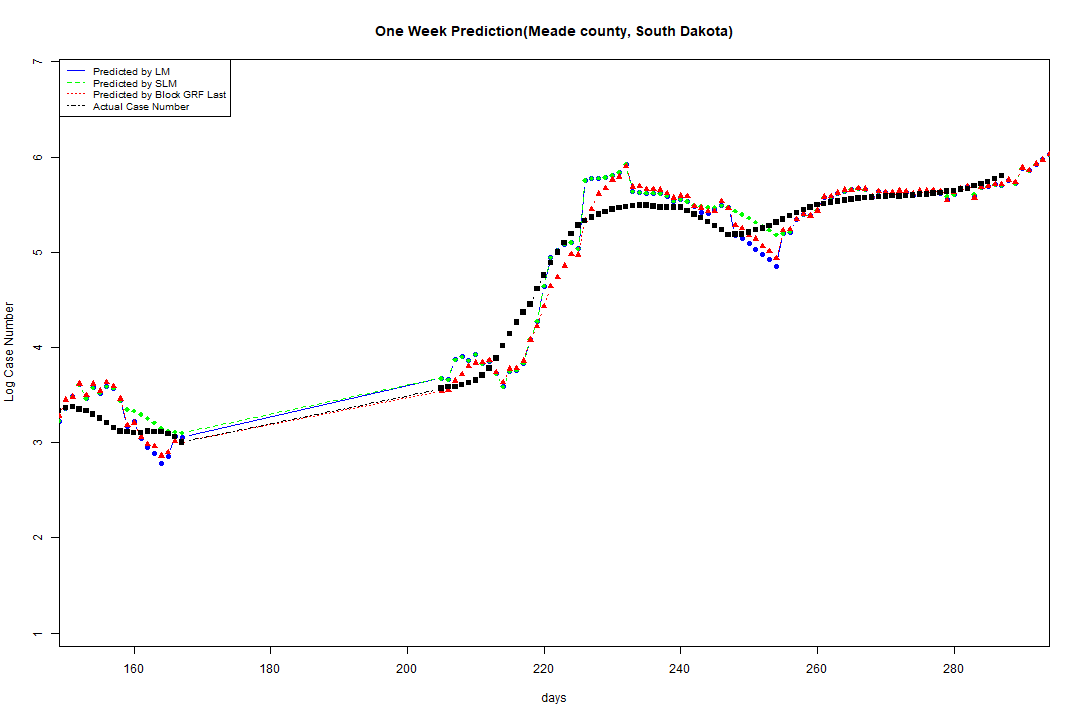 One Week Prediction(Meade county, South Dakota)
Predicted by LM
Predicted by SLM
Predicted by Block GRF Last
Actual Case Number
Log Case Number
7
6
5
4
3
2
1
160 180 200 220 240 260 280
days